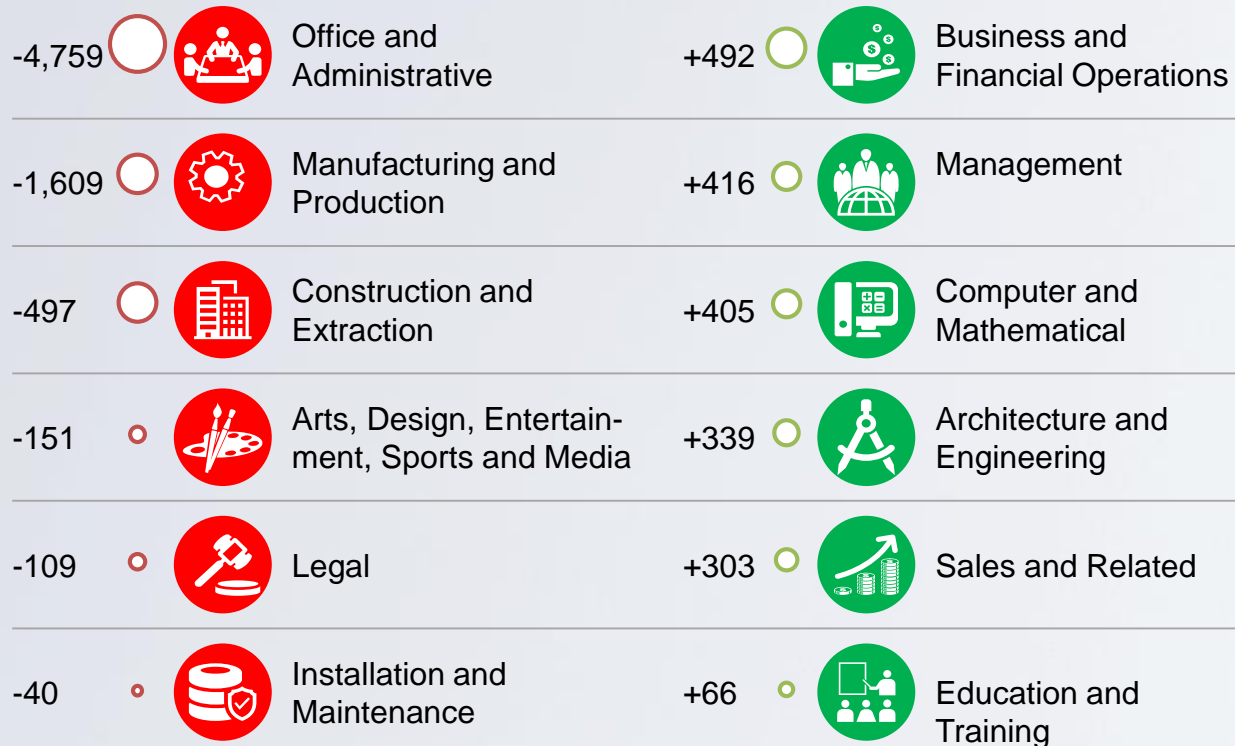 -4,759
Office and
Administrative
+492
Business and
Financial Operations
-1,609
Manufacturing and
Production
+416
Management
-497
Construction and
Extraction
+405
Computer and
Mathematical
-151
Arts, Design, Entertain-
ment, Sports and Media
+339
Architecture and
Engineering
-109
Legal
+303
Sales and Related
-40
Installation and
Maintenance
+66
Education and
Training